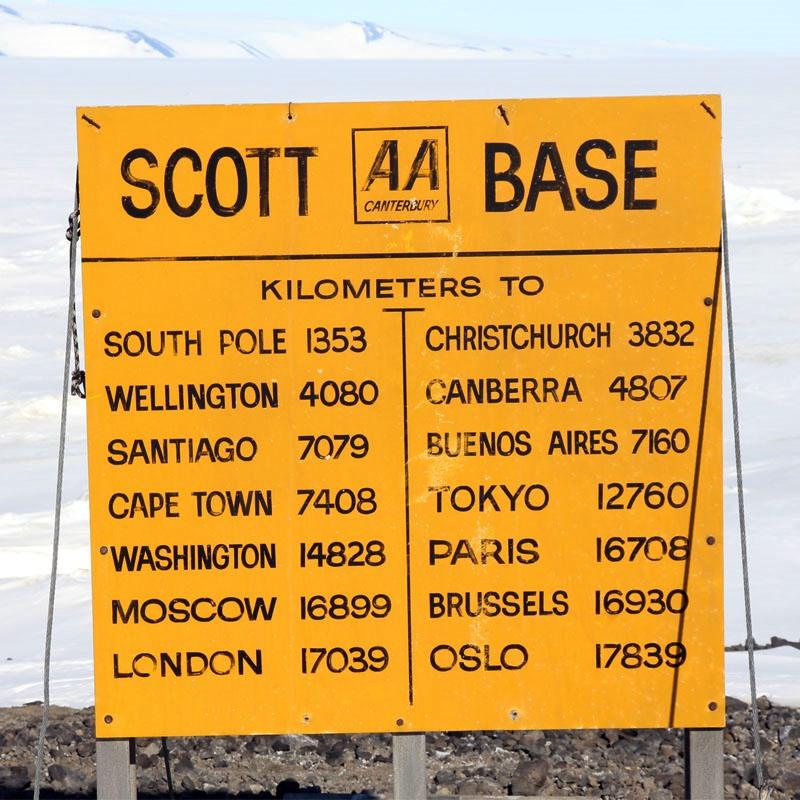 SCOTT AA BASE
CANTERBURY
KILOMETERS TO
SOUTH POLE 1353
WELLINGTON 4080
SANTIAGO 7079
CAPE TOWN 7408
WASHINGTON 14828
MOSCOW 16899
LONDON 17039
CHRISTCHURCH 3832
CANBERRA 4807
BUENOS AIRES 7160
TOKYO 12760
PARIS 16708
BRUSSELS 16930
OSLO 17839